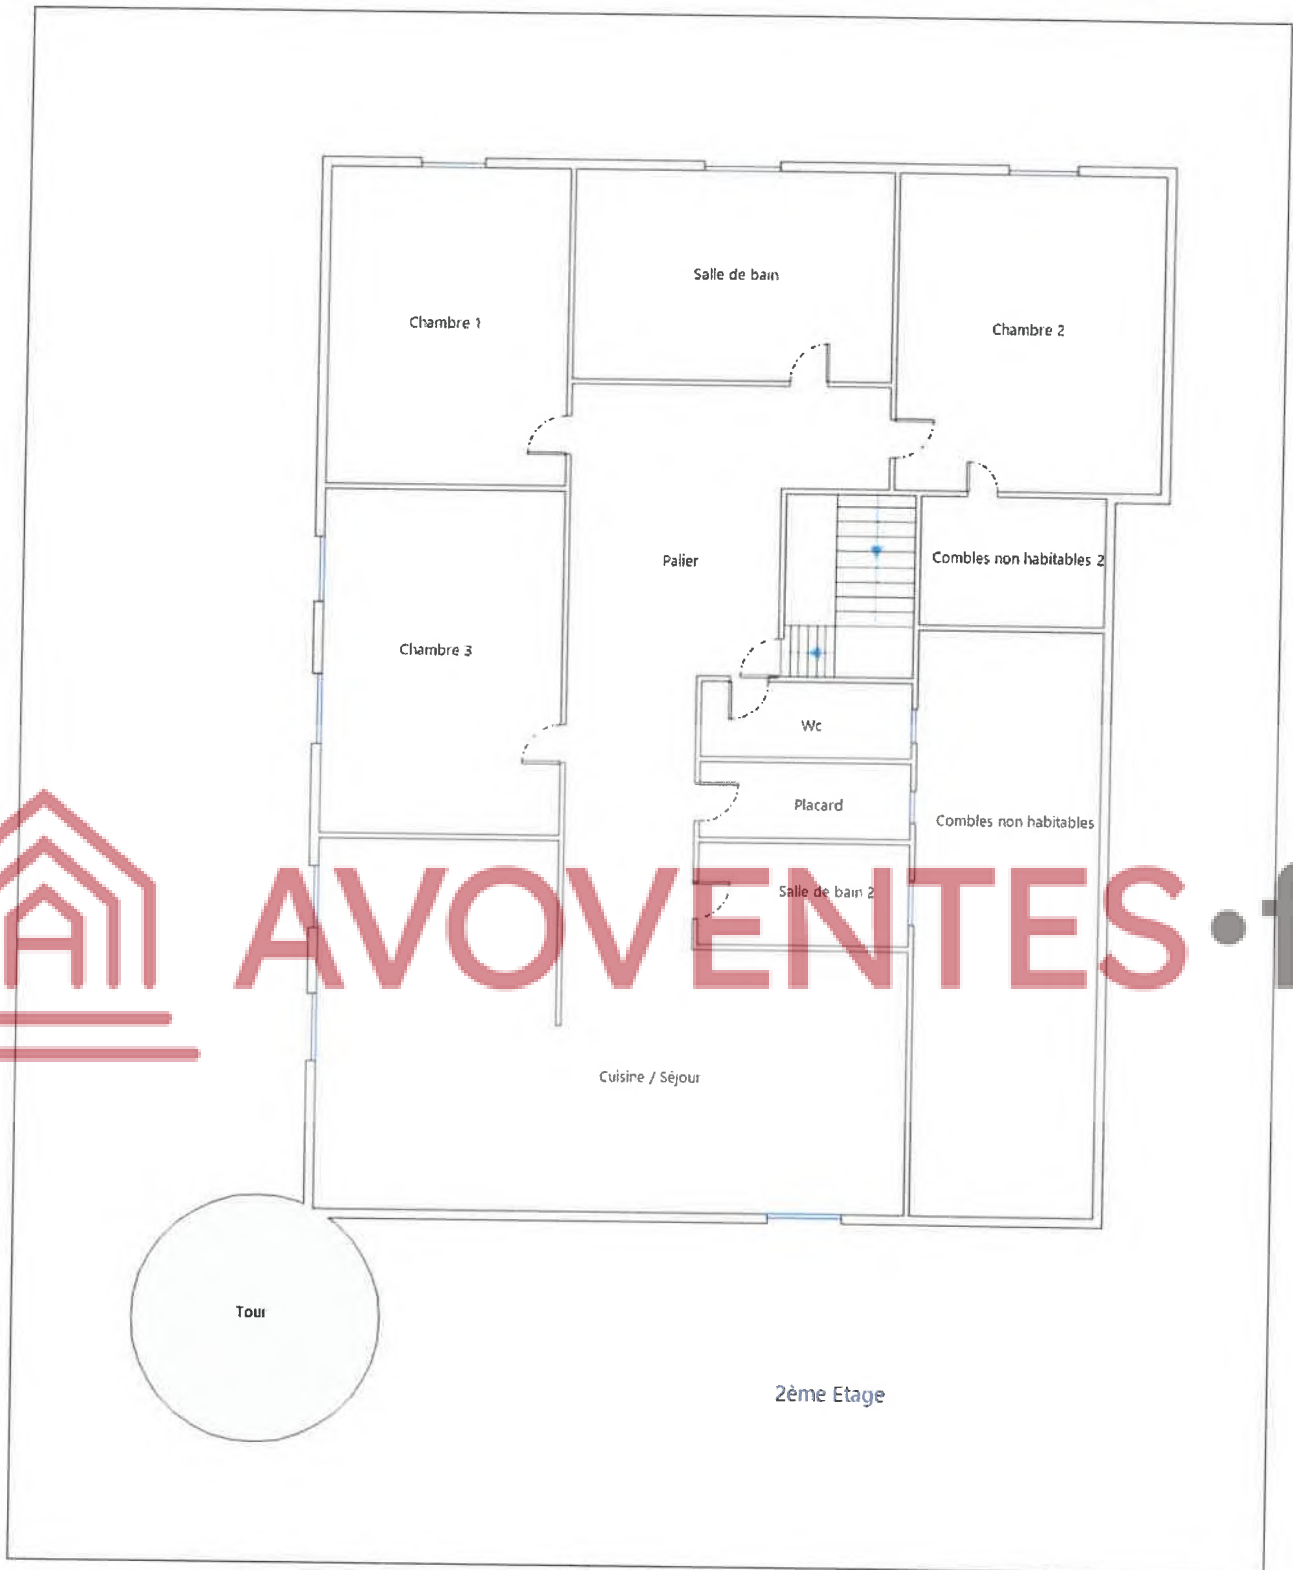 Salle de bain
Chambre 1
Chambre 2
Palier
Combles non habitables 2
Chambre 3
Wc
Placard
Combles non habitables
Salle de bain 2
AVOVENTES.f
Cuisine / Séjour
Tour
2ème Etage